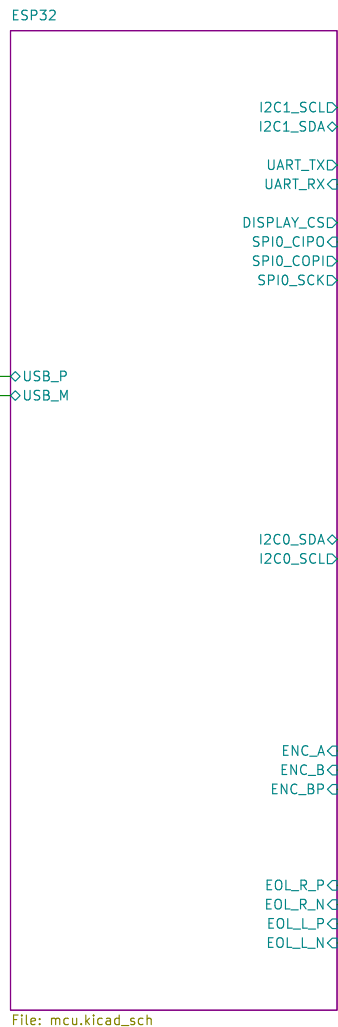 ESP32
I2C1_SCL
I2C1_SDA
UART_TX
UART_RX
DISPLAY_CS
SPI0_CIPO
SPI0_COPI
SPI0_SCK
USB_P
USB_M
I2C0_SDA
I2C0_SCL
ENC_A
ENC_B
ENC_BP
EOL_R_P
EOL_R_N
EOL_L_P
EOL_L_N
File: mcu.kicad_sch